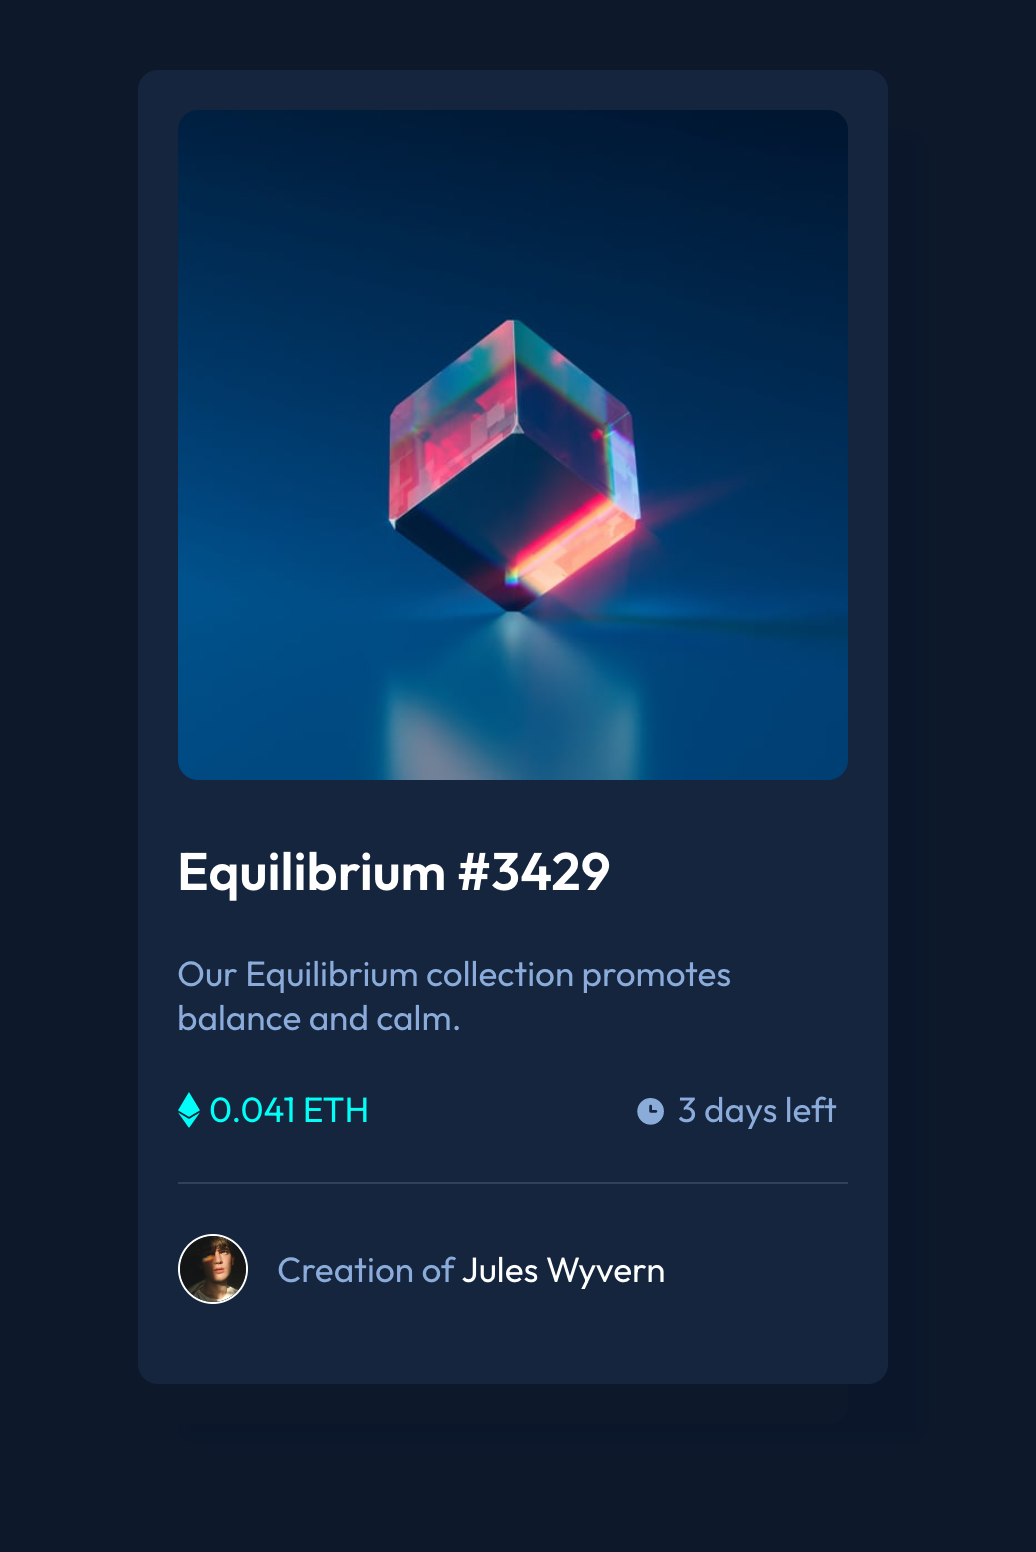 Equilibrium #3429
Our Equilibrium collection promotes
balance and calm.
0.041 ETH
3 days left
Creation of Jules Wyvern